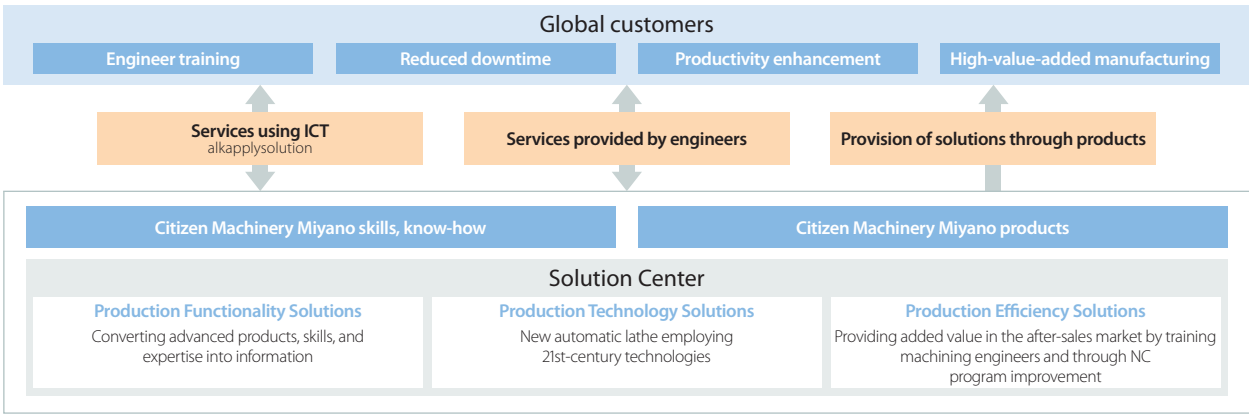 Global customers
Engineer training
Reduced downtime
Productivity enhancement
High-value-added manufacturing
Services using ICT
alkapplysolution
Services provided by engineers
Provision of solutions through products
Citizen Machinery Miyano skills, know-how
Citizen Machinery Miyano products
Solution Center
Production Functionality Solutions
Converting advanced products, skills, and
expertise into information
Production Technology Solutions
New automatic lathe employing
21st-century technologies
Production Efficiency Solutions
Providing added value in the after-sales market by training
machining engineers and through NC
program improvement